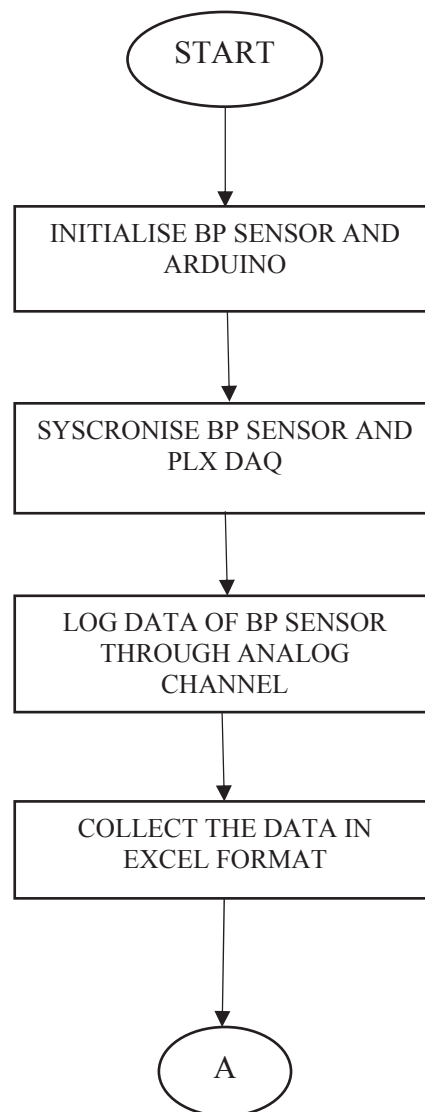 START
INITIALISE BP SENSOR AND
ARDUINO
SYSCRONISE BP SENSOR AND
PLX DAQ
LOG DATA OF BP SENSOR
THROUGH ANALOG
CHANNEL
COLLECT THE DATA IN
EXCEL FORMAT
A